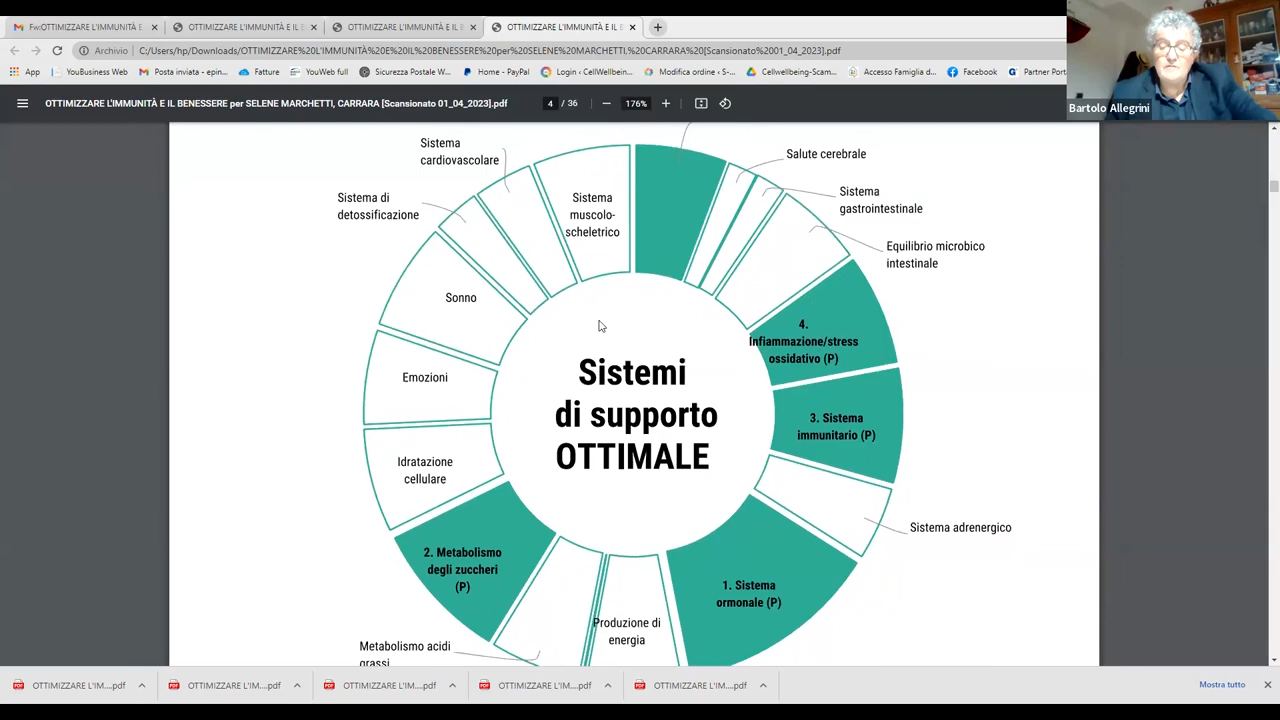 Fw:OTTIMIZZARE L'IMMUNITÀ E
OTTIMIZZARE L'IMMUNITÀ E IL B
OTTIMIZZARE L'IMMUNITÀ E IL B
OTTIMIZZARE L'IMMUNITÀ E IL B
Archivio
C:/Users/hp/Downloads/OTTIMIZZARE%20L'IMMUNITÀ%20E%20IL%20BENESSERE%20per%20SELENE%20MARCHETTI,%20CARRARA%20[Scansionato%2001_04_2023].pdf
App
YouBusiness Web
Posta inviata - epin...
Fatture
YouWeb full
Sicurezza Postale W...
Home - PayPal
Login ‹ CellWellbein...
Modifica ordine ‹ S-...
Cellwellbeing-Scam...
Accesso Famiglia d...
Facebook
Partner Port
OTTIMIZZARE L'IMMUNITÀ E IL BENESSERE per SELENE MARCHETTI, CARRARA [Scansionato 01_04_2023].pdf
4 / 36
176%
Bartolo Allegrini
Sistema
cardiovascolare
Salute cerebrale
Sistema di
detossificazione
Sistema
muscolo-
scheletrico
Sistema
gastrointestinale
Equilibrio microbico
intestinale
Sonno
4.
Infiammazione/stress
ossidativo (P)
Emozioni
Sistemi
di supporto
OTTIMALE
3. Sistema
immunitario (P)
Idratazione
cellulare
Sistema adrenergico
2. Metabolismo
degli zuccheri
(P)
1. Sistema
ormonale (P)
Produzione di
energia
Metabolismo acidi
grassi
OTTIMIZZARE L'IM....pdf
OTTIMIZZARE L'IM....pdf
OTTIMIZZARE L'IM....pdf
OTTIMIZZARE L'IM....pdf
OTTIMIZZARE L'IM....pdf
Mostra tutto